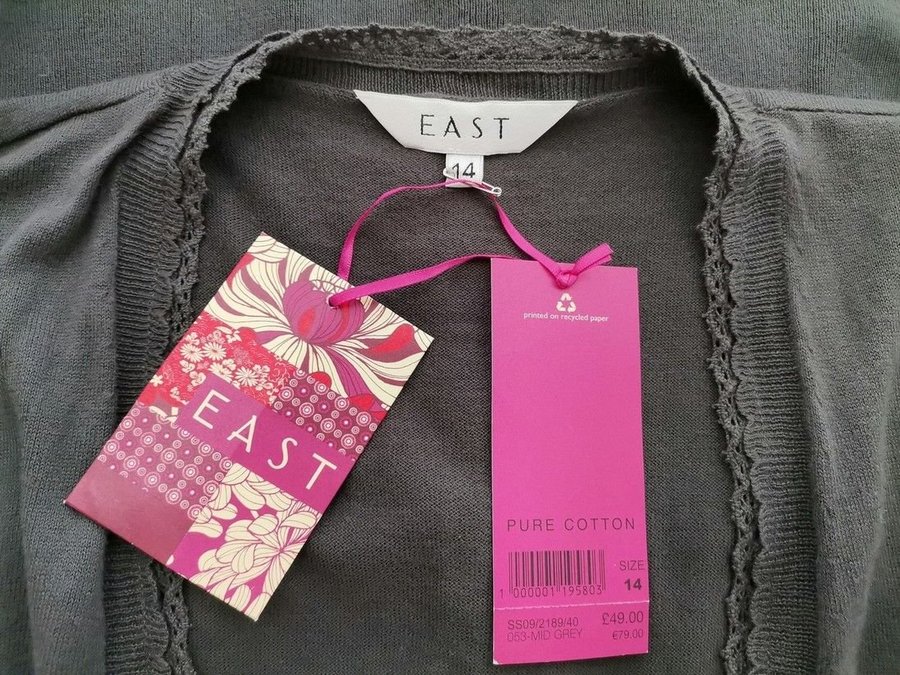 EAST
14
EAST
printed on recycled paper
PURE COTTON
SIZE
14
1 000001 195803
SS09/2189/40
£49.00
053-MID GREY
€79.00